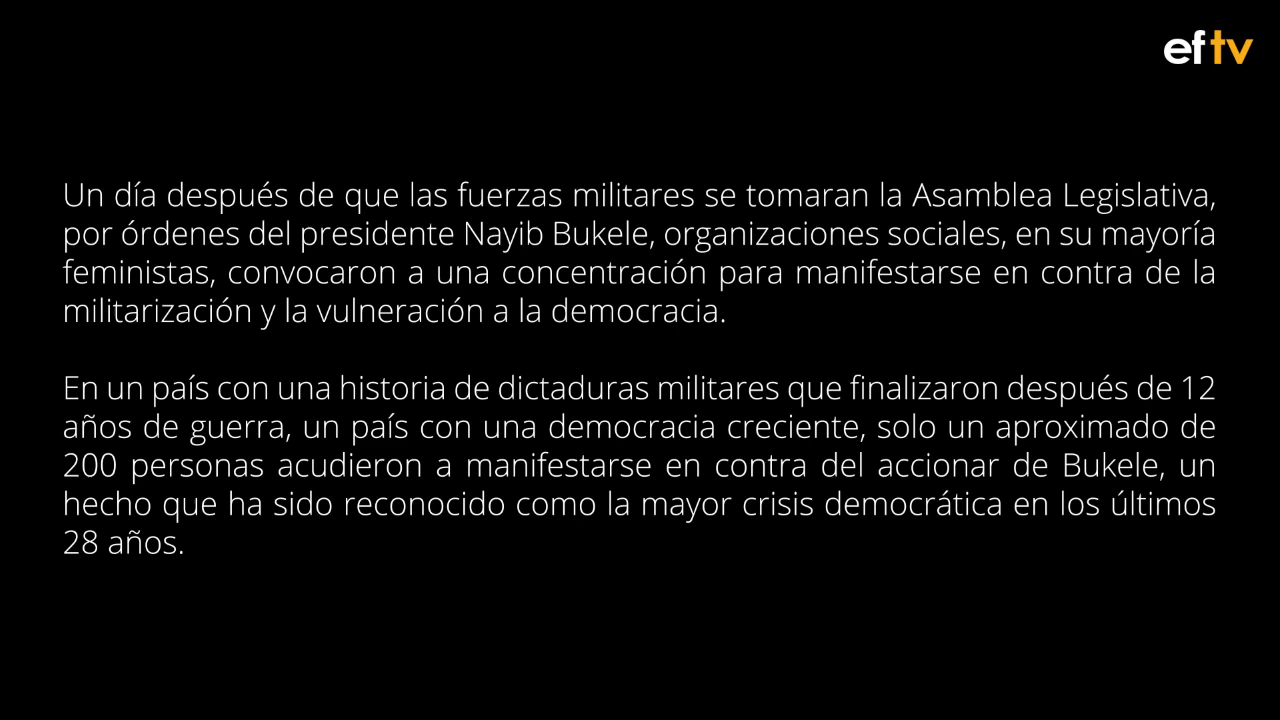 eftv
Un día después de que las fuerzas militares se tomaran la Asamblea Legislativa,
por órdenes del presidente Nayib Bukele, organizaciones sociales, en su mayoría
feministas, convocaron a una concentración para manifestarse en contra de la
militarización y la vulneración a la democracia.
En un país con una historia de dictaduras militares que finalizaron después de 12
años de guerra, un país con una democracia creciente, solo un aproximado de
200 personas acudieron a manifestarse en contra del accionar de Bukele, un
hecho que ha sido reconocido como la mayor crisis democrática en los últimos
28 años.